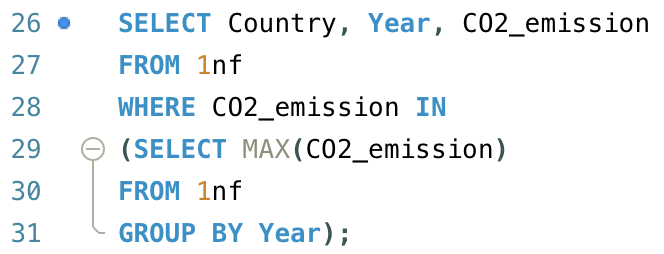 26 SELECT Country, Year, CO2_emission
27 FROM 1nf
28 WHERE CO2_emission IN
29 (SELECT MAX(CO2_emission)
30 FROM 1nf
31 GROUP BY Year);